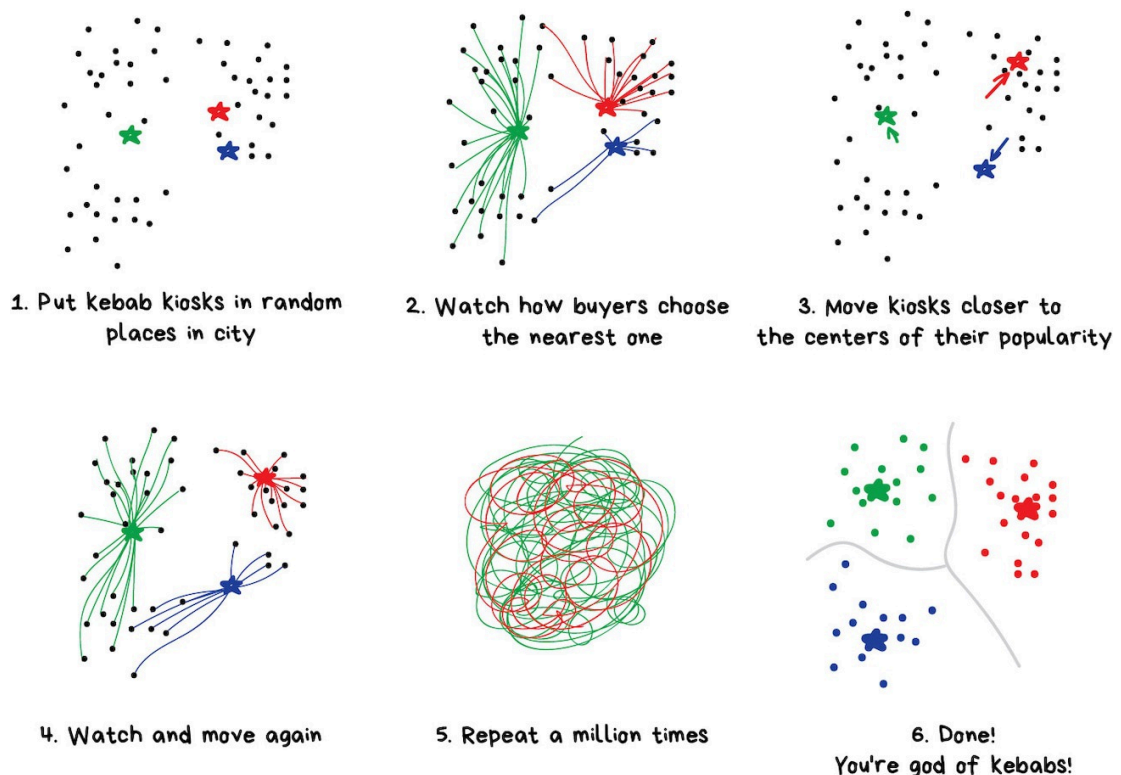 1. Put kebab kiosks in random
places in city
2. Watch how buyers choose
the nearest one
3. Move kiosks closer to
the centers of their popularity
4. Watch and move again
5. Repeat a million times
6. Done!
You're god of kebabs!